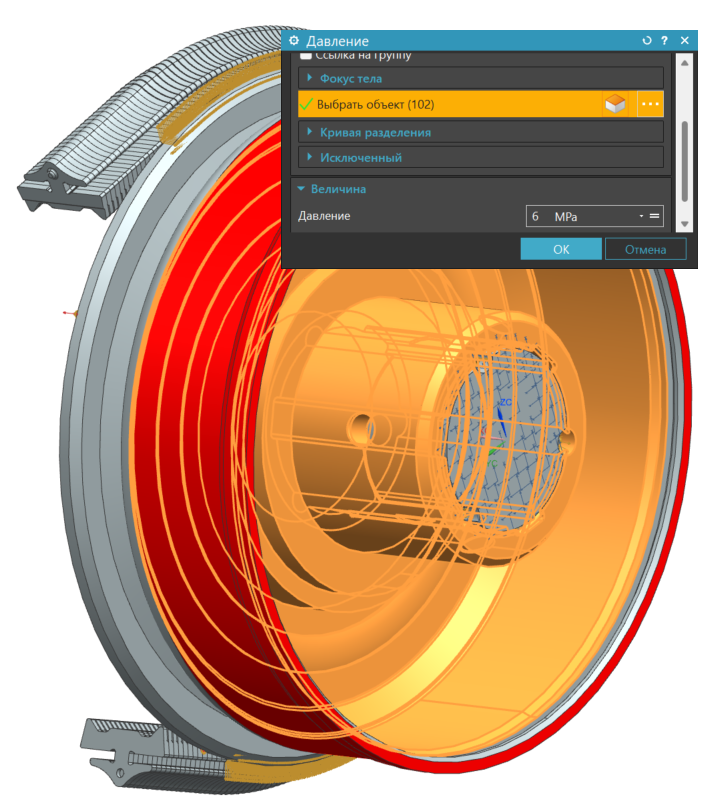 Давление
Ссылка на группу
Фокус тела
Выбрать объект (102)
Кривая разделения
Исключенный
Величина
Давление 6 MPa
OK Отмена
ZC